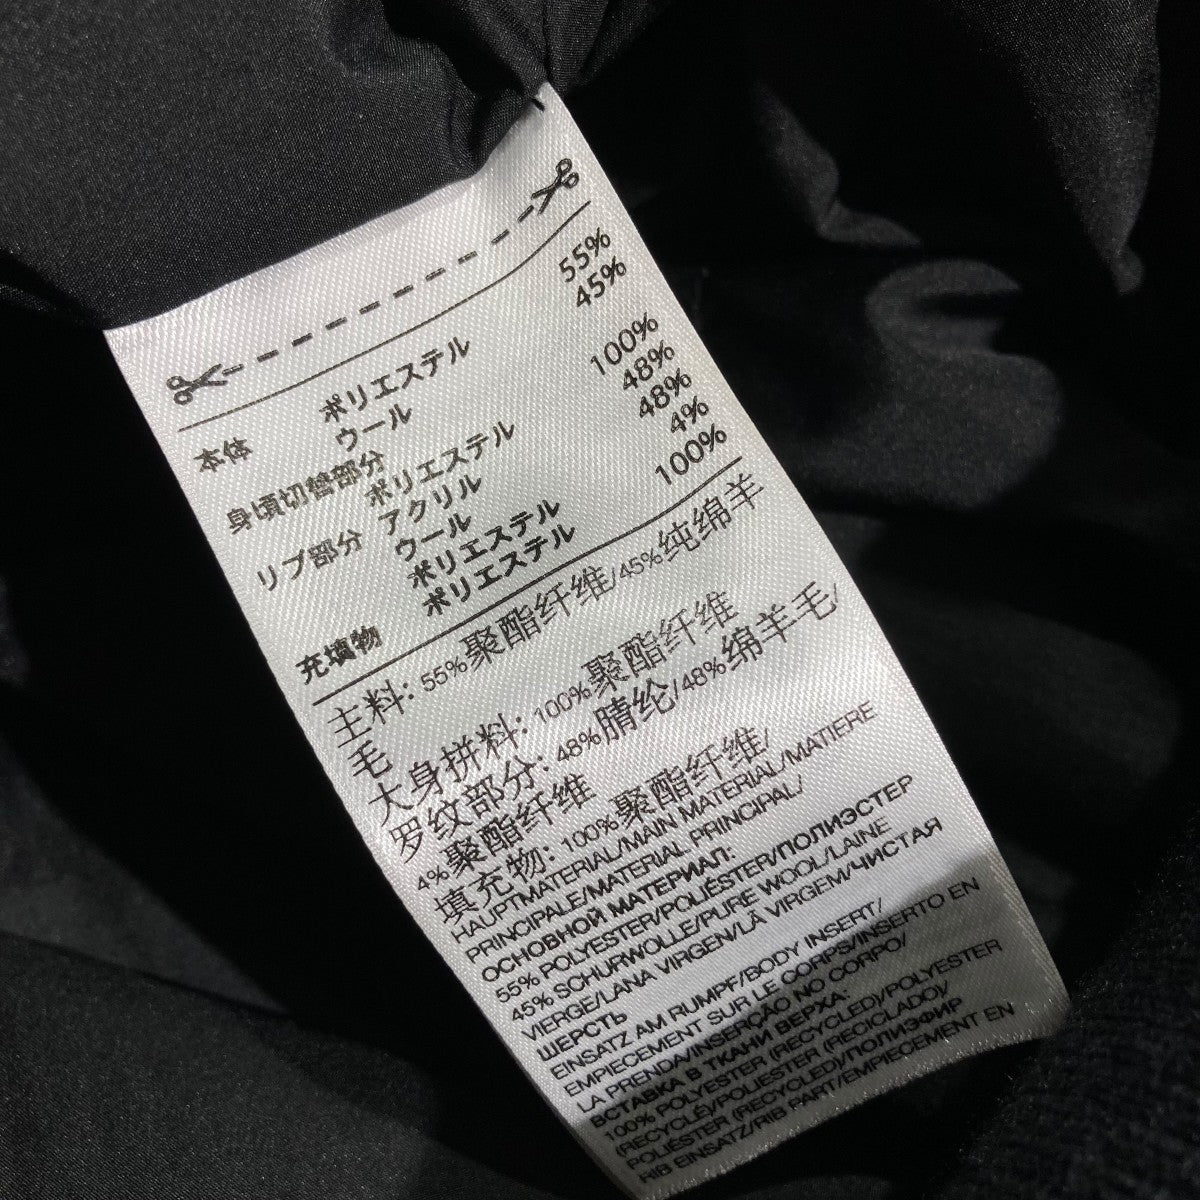 本体 ポリエステル 55%
ウール 45%
身頃切替部分
ポリエステル 100%
リブ部分 アクリル 48%
ウール 48%
ポリエステル 4%
充填物 ポリエステル 100%
主料: 55%聚酯纤维/45%纯绵羊
毛
大身拼料: 100%聚酯纤维
罗纹部分: 48%腈纶/48%绵羊毛/
4%聚酯纤维
填充物: 100%聚酯纤维/
HAUPTMATERIAL/MAIN MATERIAL/MATIERE
PRINCIPALE/MATERIAL PRINCIPAL/
ОСНОВНОЙ МАТЕРИАЛ:
55% POLYESTER/POLIÉSTER/ПОЛИЭСТЕР
45% SCHURWOLLE/PURE WOOL/LAINE
VIERGE/LANA VIRGEN/LÃ VIRGEM/ЧИСТАЯ
ШЕРСТЬ
EINSATZ AM RUMPF/BODY INSERT/
EMPIECEMENT SUR LE CORPS/INSERTO EN
LA PRENDA/INSERÇÃO NO CORPO/
ВСТАВКА В ТКАНИ ВЕРХА:
100% POLYESTER (RECYCLED)/POLYESTER
(RECYCLÉ)/POLIESTER (RECICLADO)/
POLIÉSTER (RECYCLED)/ПОЛИЭФИР
RIB EINSATZ/RIB PART/EMPIECEMENT EN